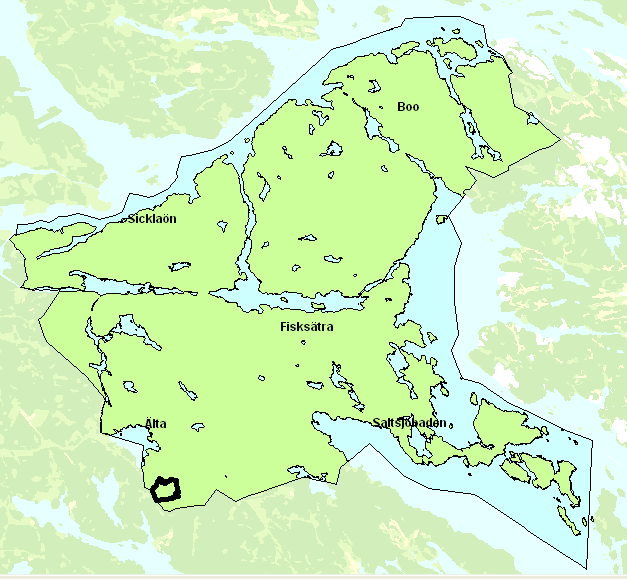 Boo
Sicklaön
Fisksätra
Älta
Saltsjöbaden